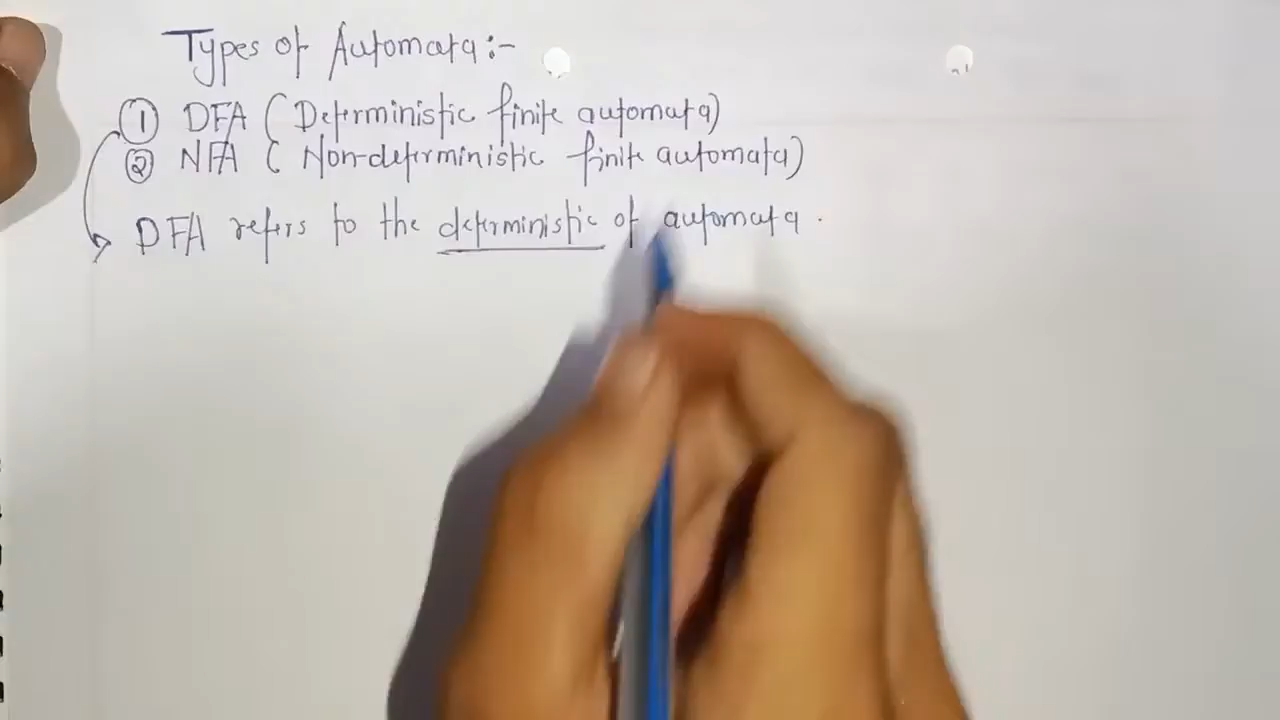 Types of Automata:-
① DFA (Deterministic finite automata)
② NFA (Non-deterministic finite automata)
DFA refers to the deterministic of automata.